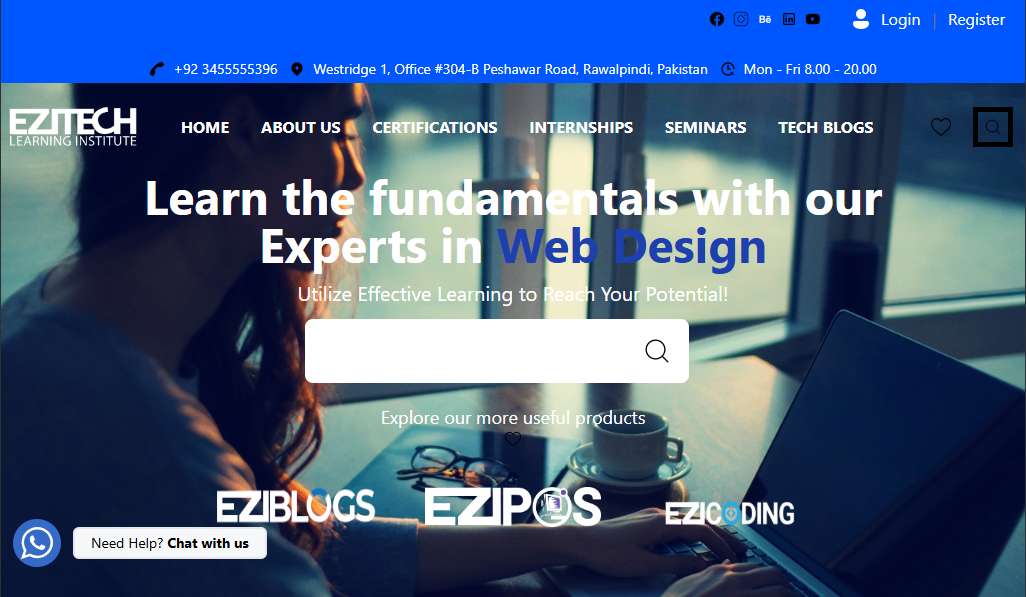 Bē
Login | Register
+92 3455555396 Westridge 1, Office #304-B Peshawar Road, Rawalpindi, Pakistan Mon - Fri 8.00 - 20.00
EZITECH
LEARNING INSTITUTE
HOME ABOUT US CERTIFICATIONS INTERNSHIPS SEMINARS TECH BLOGS
Learn the fundamentals with our
Experts in Web Design
Utilize Effective Learning to Reach Your Potential!
Explore our more useful products
EZIBLOGS EZIPOS EZICODING
Need Help? Chat with us